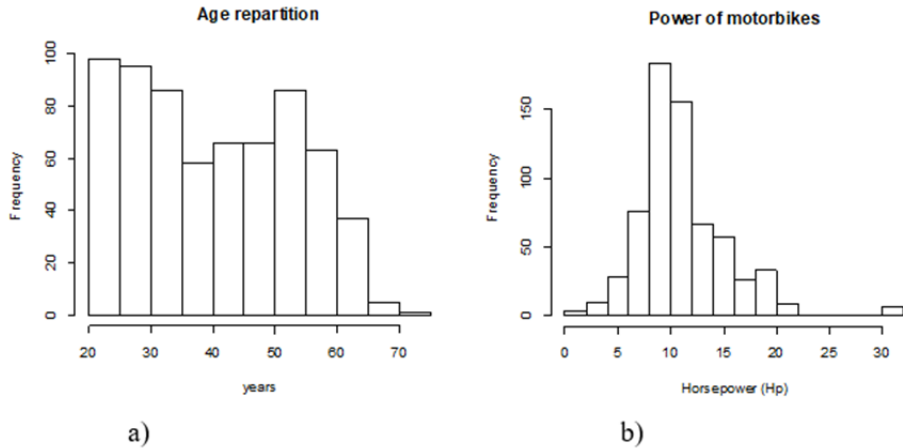 Age repartition
Frequency
100
80
60
40
20
0
20 30 40 50 60 70
years
a)
Power of motorbikes
Frequency
150
100
50
0
0 5 10 15 20 25 30
Horsepower (Hp)
b)